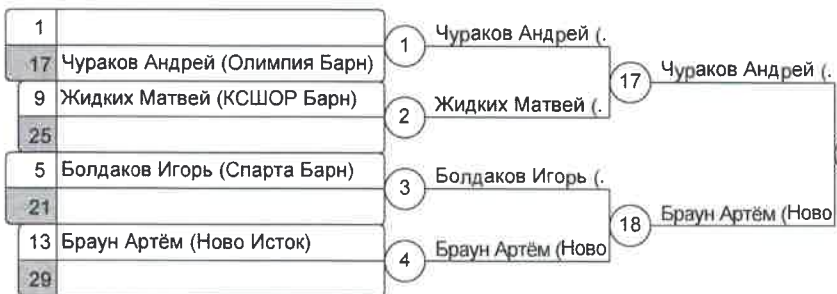 1
17 Чураков Андрей (Олимпия Барн)
1 Чураков Андрей (.
9 Жидких Матвей (КСШОР Барн)
25
2 Жидких Матвей (.
17 Чураков Андрей (.
5 Болдаков Игорь (Спарта Барн)
21
3 Болдаков Игорь (.
13 Браун Артём (Ново Исток)
29
4 Браун Артём (Ново
18 Браун Артём (Ново